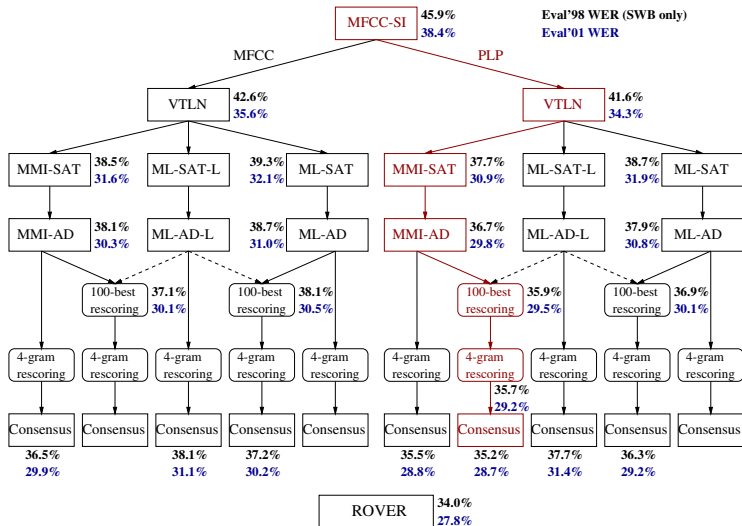 MFCC-SI
45.9%
38.4%
Eval'98 WER (SWB only)
Eval'01 WER
MFCC
PLP
VTLN
42.6%
35.6%
VTLN
41.6%
34.3%
MMI-SAT
38.5%
31.6%
ML-SAT-L
39.3%
32.1%
ML-SAT
MMI-SAT
37.7%
30.9%
ML-SAT-L
38.7%
31.9%
ML-SAT
MMI-AD
38.1%
30.3%
ML-AD-L
38.7%
31.0%
ML-AD
MMI-AD
36.7%
29.8%
ML-AD-L
37.9%
30.8%
ML-AD
100-best
rescoring
37.1%
30.1%
100-best
rescoring
38.1%
30.5%
100-best
rescoring
35.9%
29.5%
100-best
rescoring
36.9%
30.1%
4-gram
rescoring
4-gram
rescoring
4-gram
rescoring
4-gram
rescoring
4-gram
rescoring
4-gram
rescoring
4-gram
rescoring
4-gram
rescoring
4-gram
rescoring
4-gram
rescoring
35.7%
29.2%
Consensus
Consensus
Consensus
Consensus
Consensus
Consensus
Consensus
Consensus
Consensus
Consensus
36.5%
29.9%
38.1%
31.1%
37.2%
30.2%
35.5%
28.8%
35.2%
28.7%
37.7%
31.4%
36.3%
29.2%
ROVER
34.0%
27.8%